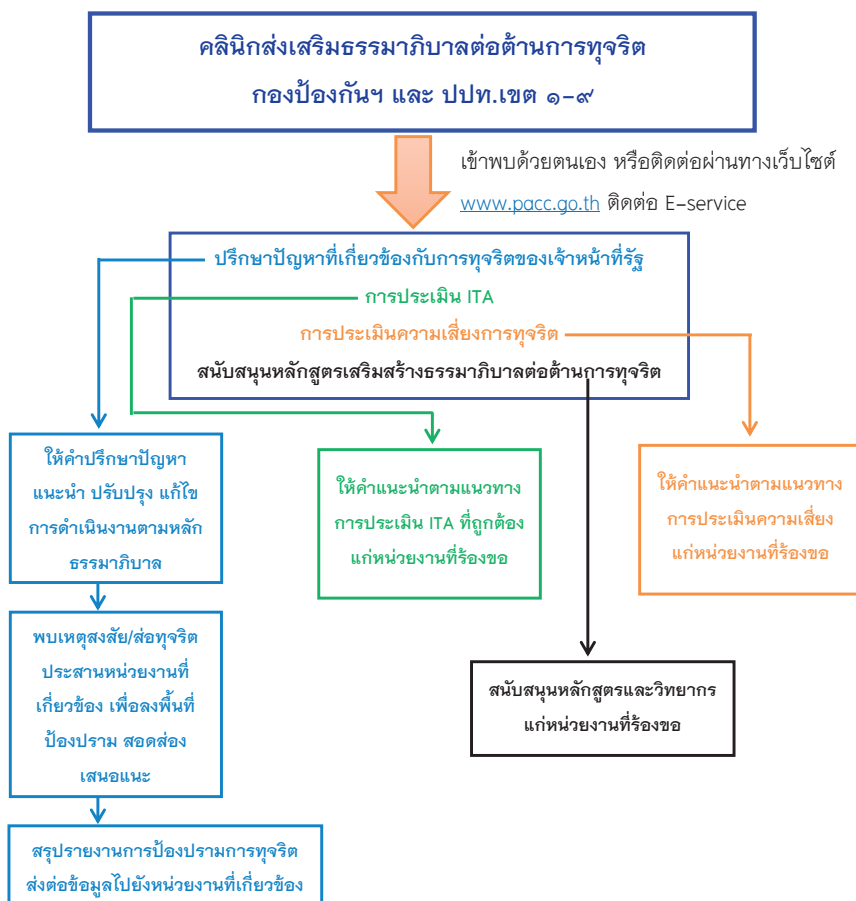 คลินิกส่งเสริมธรรมาภิบาลต่อต้านการทุจริต
กองป้องกันฯ และ ปปท.เขต ๑-๙
เข้าพบด้วยตนเอง หรือติดต่อผ่านทางเว็บไซต์
www.pacc.go.th ติดต่อ E-service
ปรึกษาปัญหาที่เกี่ยวข้องกับการทุจริตของเจ้าหน้าที่รัฐ
การประเมิน ITA
การประเมินความเสี่ยงการทุจริต
สนับสนุนหลักสูตรเสริมสร้างธรรมาภิบาลต่อต้านการทุจริต
ให้คำปรึกษาปัญหา
แนะนำ ปรับปรุง แก้ไข
การดำเนินงานตามหลัก
ธรรมาภิบาล
ให้คำแนะนำตามแนวทาง
การประเมิน ITA ที่ถูกต้อง
แก่หน่วยงานที่ร้องขอ
ให้คำแนะนำตามแนวทาง
การประเมินความเสี่ยง
แก่หน่วยงานที่ร้องขอ
พบเหตุสงสัย/ส่อทุจริต
ประสานหน่วยงานที่
เกี่ยวข้อง เพื่อลงพื้นที่
ป้องปราม สอดส่อง
เสนอแนะ
สนับสนุนหลักสูตรและวิทยากร
แก่หน่วยงานที่ร้องขอ
สรุปรายงานการป้องปรามการทุจริต
ส่งต่อข้อมูลไปยังหน่วยงานที่เกี่ยวข้อง